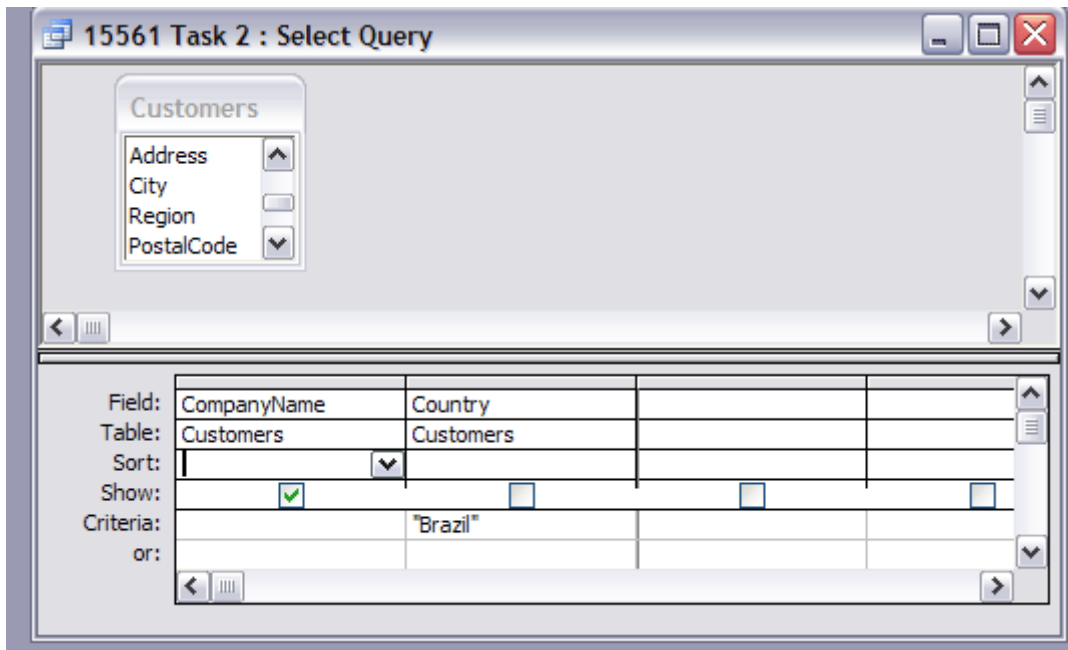 15561 Task 2 : Select Query
Customers
Address
City
Region
PostalCode
Field: CompanyName Country
Table: Customers Customers
Sort:
Show:
Criteria: "Brazil"
or: